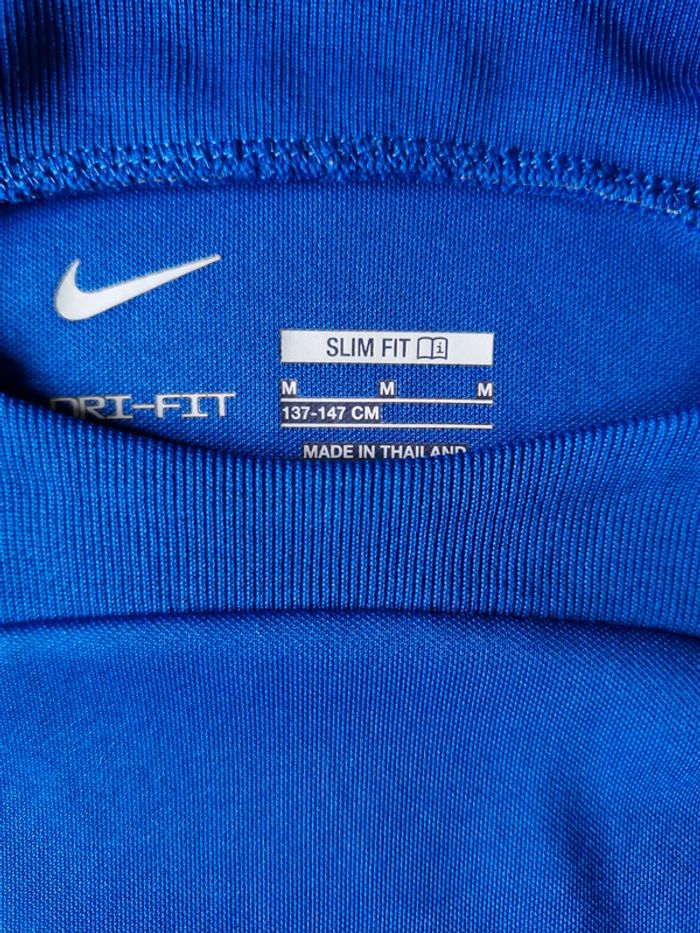 SLIM FIT
M M M
DRI-FIT
137-147 CM
MADE IN THAILAND